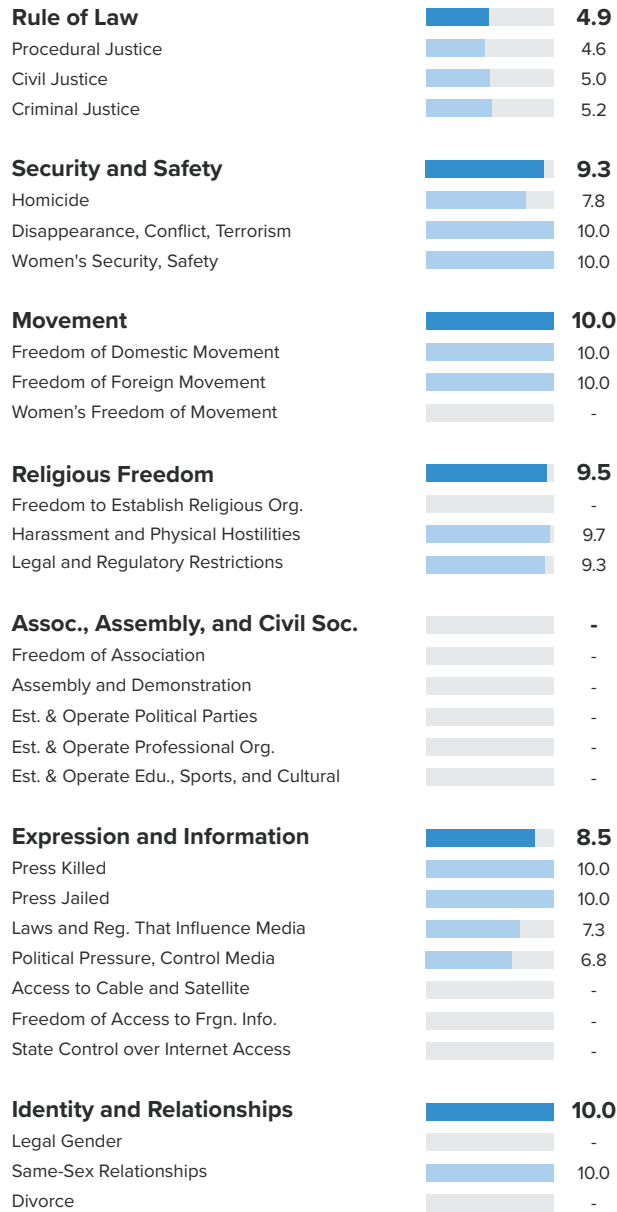 Rule of Law 4.9
Procedural Justice 4.6
Civil Justice 5.0
Criminal Justice 5.2
Security and Safety 9.3
Homicide 7.8
Disappearance, Conflict, Terrorism 10.0
Women's Security, Safety 10.0
Movement 10.0
Freedom of Domestic Movement 10.0
Freedom of Foreign Movement 10.0
Women’s Freedom of Movement -
Religious Freedom 9.5
Freedom to Establish Religious Org. -
Harassment and Physical Hostilities 9.7
Legal and Regulatory Restrictions 9.3
Assoc., Assembly, and Civil Soc. -
Freedom of Association -
Assembly and Demonstration -
Est. & Operate Political Parties -
Est. & Operate Professional Org. -
Est. & Operate Edu., Sports, and Cultural -
Expression and Information 8.5
Press Killed 10.0
Press Jailed 10.0
Laws and Reg. That Influence Media 7.3
Political Pressure, Control Media 6.8
Access to Cable and Satellite -
Freedom of Access to Frgn. Info. -
State Control over Internet Access -
Identity and Relationships 10.0
Legal Gender -
Same-Sex Relationships 10.0
Divorce -